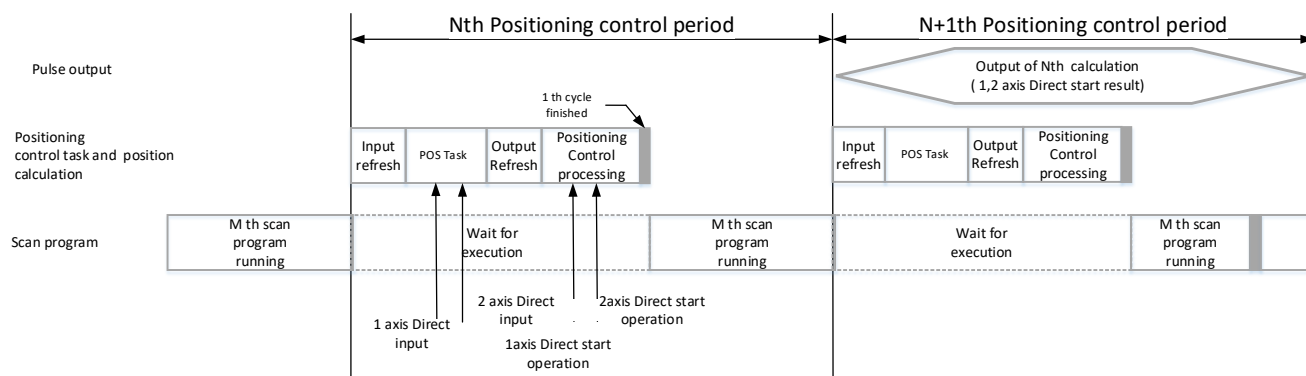 Nth Positioning control period
N+1th Positioning control period
Pulse output
Output of Nth calculation
( 1,2 axis Direct start result)
1 th cycle
finished
Positioning
control task and position
calculation
Input
refresh
POS Task
Output
Refresh
Positioning
Control
processing
Input
refresh
POS Task
Output
Refresh
Positioning
Control
processing
Scan program
M th scan
program
running
Wait for
execution
M th scan
program
running
Wait for
execution
M th scan
program
running
1 axis Direct
input
2 axis Direct
input
2axis Direct start
operation
1axis Direct start
operation